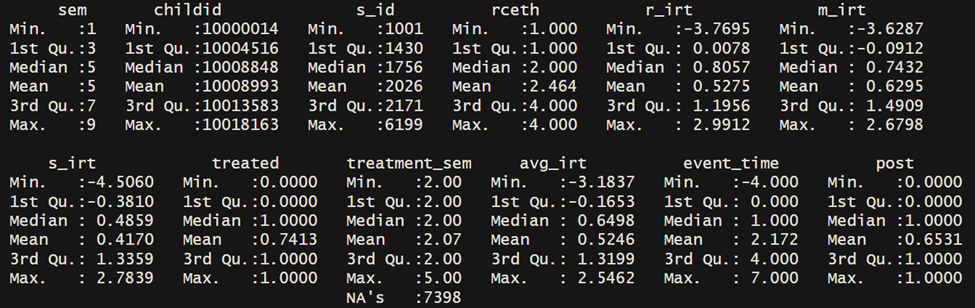 sem childid s_id rceth r_irt m_irt
Min. :1 Min. :10000014 Min. :1001 Min. :1.000 Min. :-3.7695 Min. :-3.6287
1st Qu.:3 1st Qu.:10004516 1st Qu.:1430 1st Qu.:1.000 1st Qu.: 0.0078 1st Qu.:-0.0912
Median :5 Median :10008848 Median :1756 Median :2.000 Median : 0.8057 Median : 0.7432
Mean :5 Mean :10008993 Mean :2026 Mean :2.464 Mean : 0.5275 Mean : 0.6295
3rd Qu.:7 3rd Qu.:10013583 3rd Qu.:2171 3rd Qu.:4.000 3rd Qu.: 1.1956 3rd Qu.: 1.4909
Max. :9 Max. :10018163 Max. :6199 Max. :4.000 Max. : 2.9912 Max. : 2.6798
s_irt treated treatment_sem avg_irt event_time post
Min. :-4.5060 Min. :0.0000 Min. :2.00 Min. :-3.1837 Min. :-4.000 Min. :0.0000
1st Qu.:-0.3810 1st Qu.:0.0000 1st Qu.:2.00 1st Qu.:-0.1653 1st Qu.: 0.000 1st Qu.:0.0000
Median : 0.4859 Median :1.0000 Median :2.00 Median : 0.6498 Median : 1.000 Median :1.0000
Mean : 0.4170 Mean :0.7413 Mean :2.07 Mean : 0.5246 Mean : 2.172 Mean :0.6531
3rd Qu.: 1.3359 3rd Qu.:1.0000 3rd Qu.:2.00 3rd Qu.: 1.3199 3rd Qu.: 4.000 3rd Qu.:1.0000
Max. : 2.7839 Max. :1.0000 Max. :5.00 Max. : 2.5462 Max. : 7.000 Max. :1.0000
NA's :7398